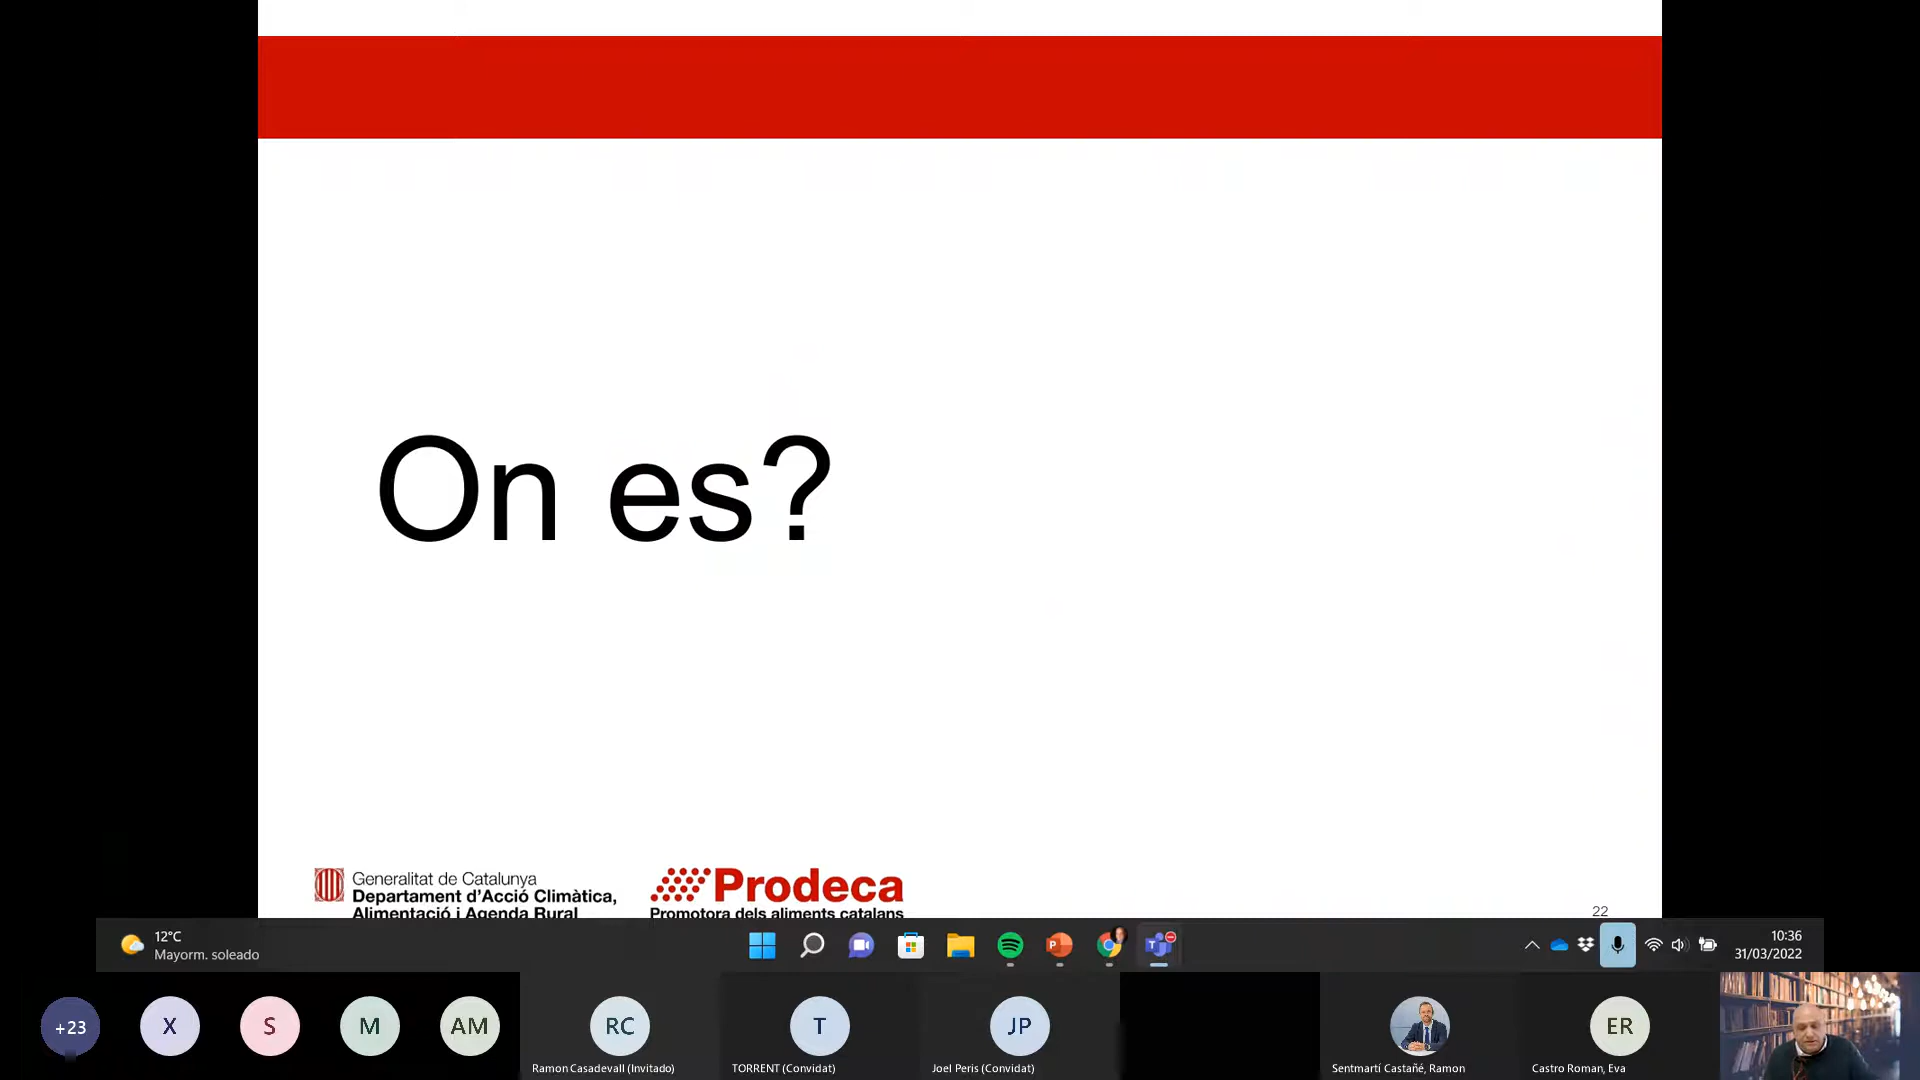 On es?
Generalitat de Catalunya
Departament d'Acció Climàtica,
Alimentació i Agenda Rural
Prodeca
Promotora dels aliments catalans
22
12°C
Mayorm. soleado
10:36
31/03/2022
+23
X
S
M
AM
RC
T
JP
ER
Ramon Casadevall (Invitado)
TORRENT (Convidat)
Joel Peris (Convidat)
Sentmartí Castañé, Ramon
Castro Roman, Eva